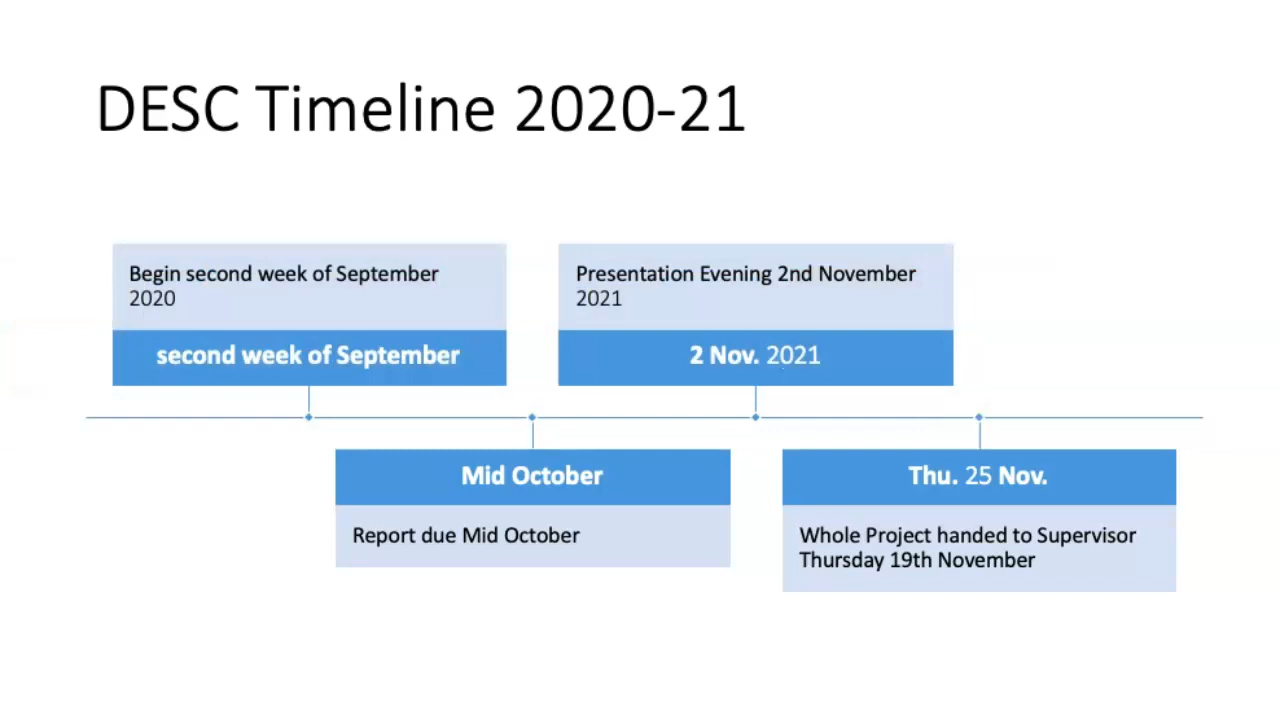 DESC Timeline 2020-21
Begin second week of September
2020
second week of September
Mid October
Report due Mid October
Presentation Evening 2nd November
2021
2 Nov. 2021
Thu. 25 Nov.
Whole Project handed to Supervisor
Thursday 19th November